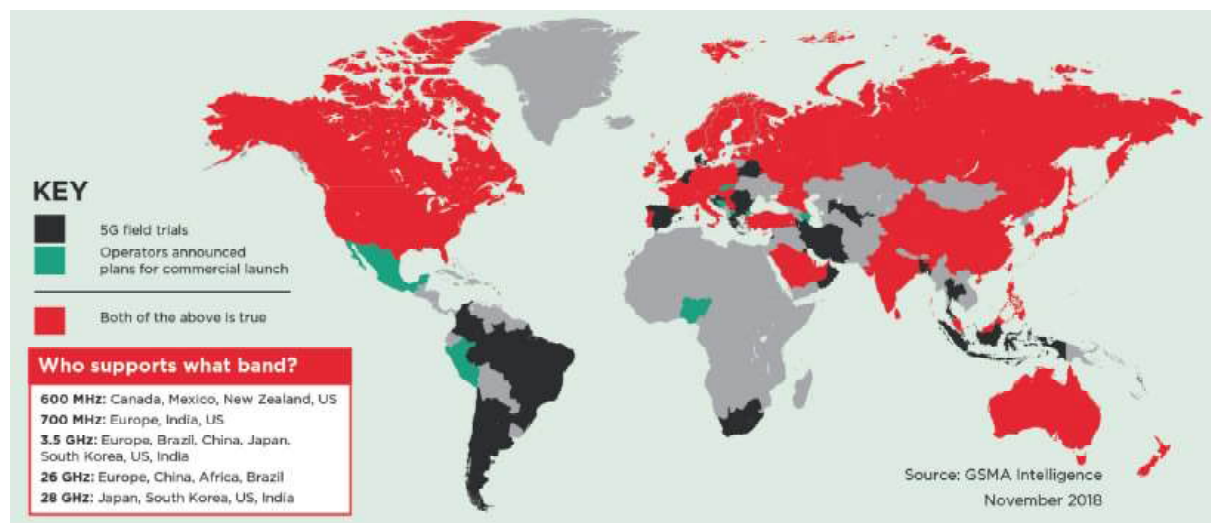 KEY
5G field trials
Operators announced
plans for commercial launch
Both of the above is true
Who supports what band?
600 MHz: Canada, Mexico, New Zealand, US
700 MHz: Europe, India, US
3.5 GHz: Europe, Brazil, China, Japan,
South Korea, US, India
26 GHz: Europe, China, Africa, Brazil
28 GHz: Japan, South Korea, US, India
Source: GSMA Intelligence
November 2018